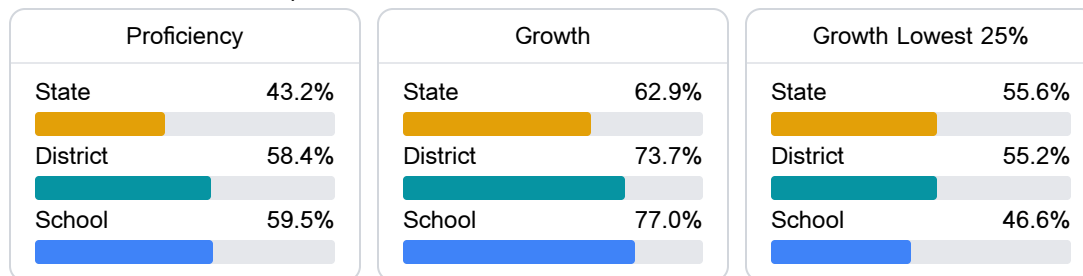 Proficiency
State 43.2%
District 58.4%
School 59.5%
Growth
State 62.9%
District 73.7%
School 77.0%
Growth Lowest 25%
State 55.6%
District 55.2%
School 46.6%